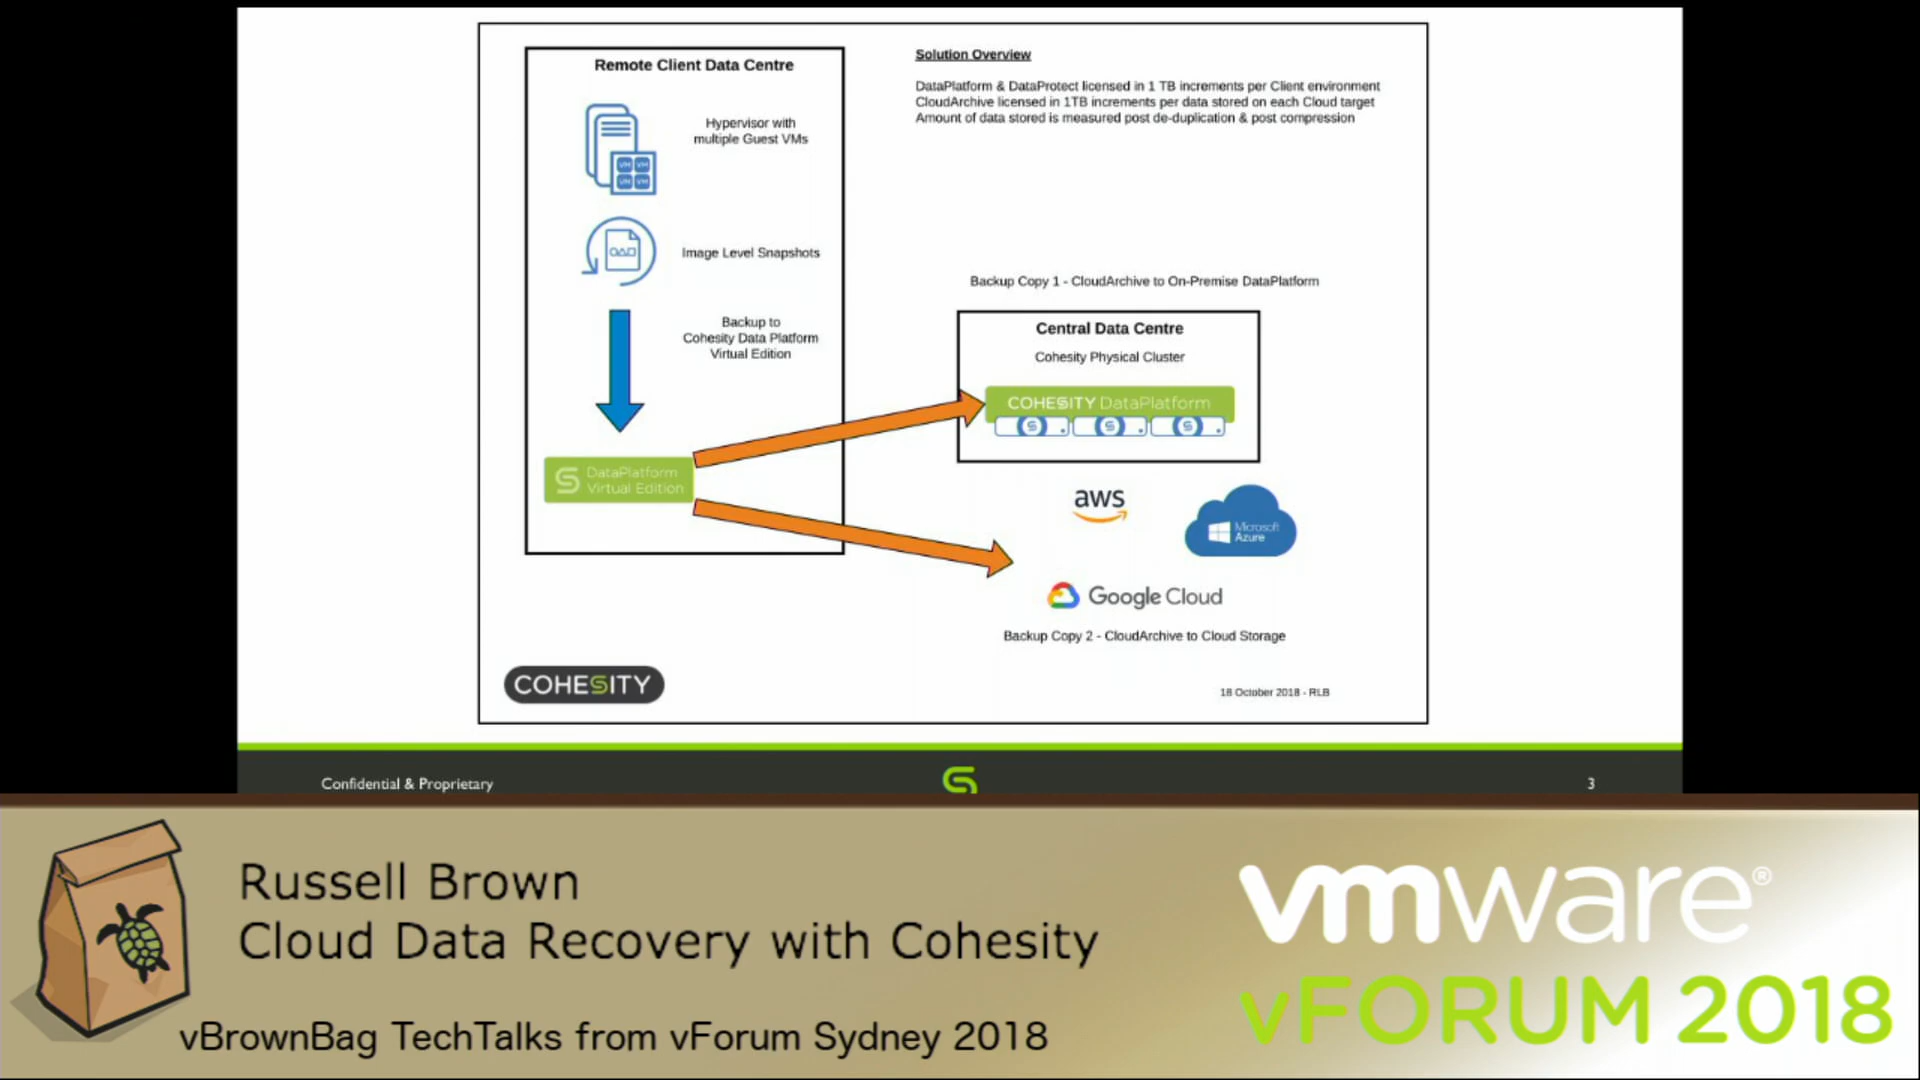 Remote Client Data Centre
Hypervisor with
multiple Guest VMs
VM VM
VM VM
Image Level Snapshots
Backup to
Cohesity Data Platform
Virtual Edition
DataPlatform
Virtual Edition
Solution Overview
DataPlatform & DataProtect licensed in 1 TB increments per Client environment
CloudArchive licensed in 1TB increments per data stored on each Cloud target
Amount of data stored is measured post de-duplication & post compression
Backup Copy 1 - CloudArchive to On-Premise DataPlatform
Central Data Centre
Cohesity Physical Cluster
COHESITY DataPlatform
aws
Microsoft
Azure
Google Cloud
Backup Copy 2 - CloudArchive to Cloud Storage
COHESITY
18 October 2018 - RLB
Confidential & Proprietary
3
Russell Brown
Cloud Data Recovery with Cohesity
vBrownBag TechTalks from vForum Sydney 2018
vmware®
vFORUM 2018